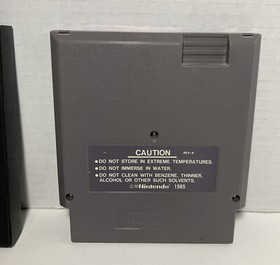 CAUTION REV-A
• DO NOT STORE IN EXTREME TEMPERATURES.
• DO NOT IMMERSE IN WATER.
• DO NOT CLEAN WITH BENZENE, THINNER,
ALCOHOL OR OTHER SUCH SOLVENTS.
©Nintendo 1985